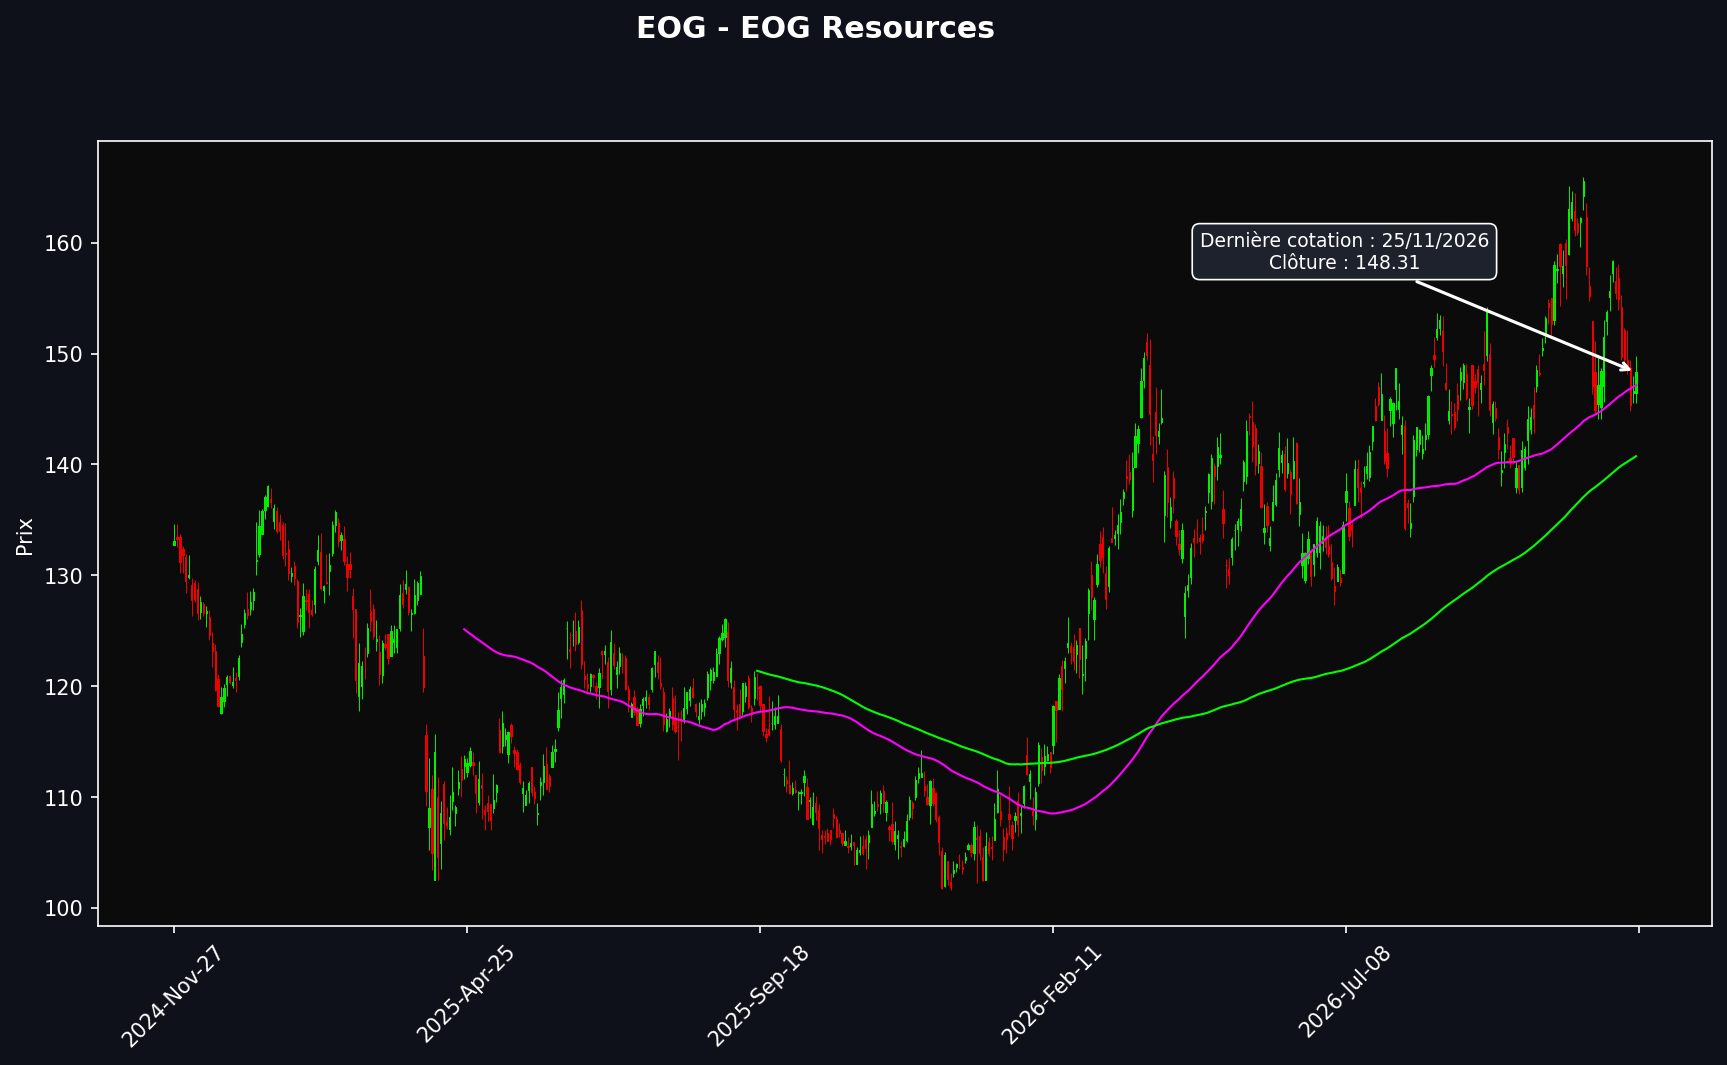 EOG - EOG Resources
Dernière cotation : 25/11/2026
Clôture : 148.31
Prix
160
150
140
130
120
110
100
2024-Nov-27
2025-Apr-25
2025-Sep-18
2026-Feb-11
2026-Jul-08